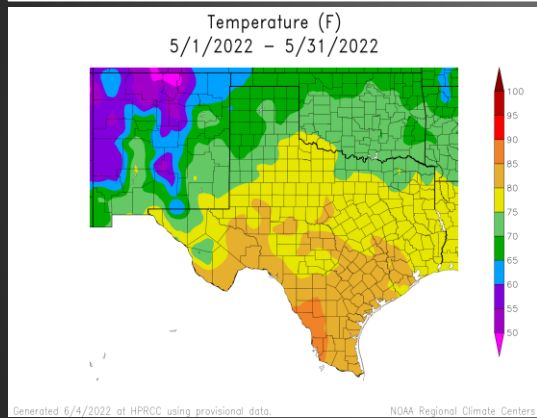 Temperature (F)
5/1/2022 – 5/31/2022
100
95
90
85
80
75
70
65
60
55
50
Generated 6/4/2022 at HPRCC using provisional data.
NOAA Regional Climate Centers